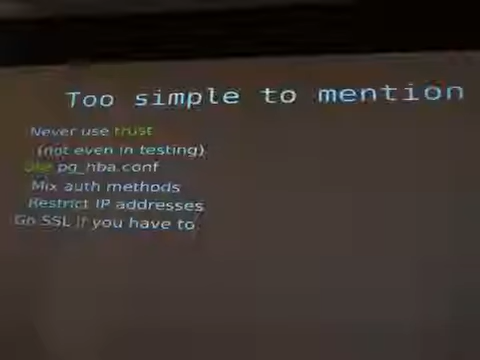 Too simple to mention
Never use trust
(not even in testing)
Use pg_hba.conf
Mix auth methods
Restrict IP addresses
Go SSL if you have to